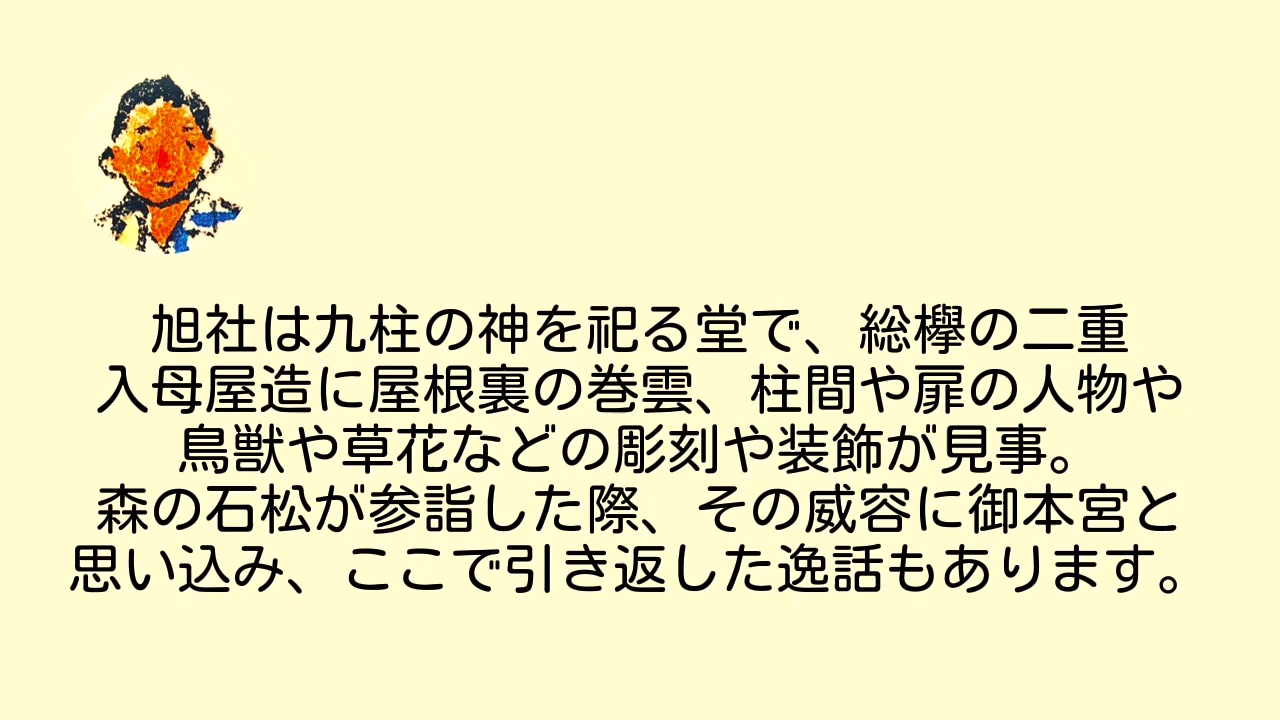 旭社は九柱の神を祀る堂で、総欅の二重
入母屋造に屋根裏の巻雲、柱間や扉の人物や
鳥獣や草花などの彫刻や装飾が見事。
森の石松が参詣した際、その威容に御本宮と
思い込み、ここで引き返した逸話もあります。